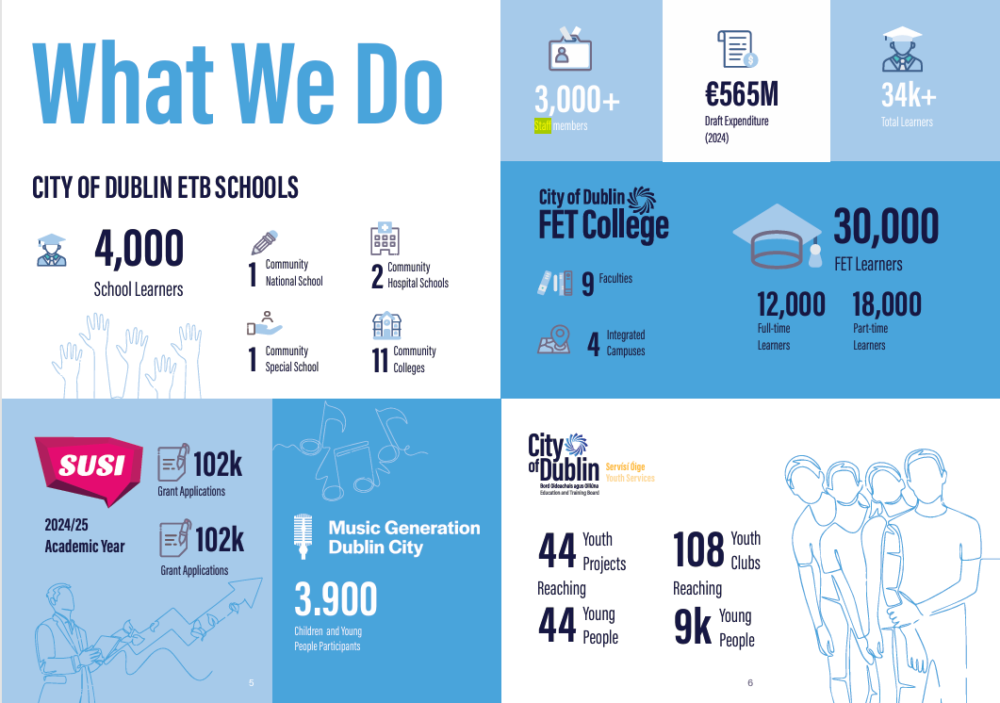 What We Do
CITY OF DUBLIN ETB SCHOOLS
4,000
School Learners
1 Community
National School
2 Community
Hospital Schools
1 Community
Special School
11 Community
Colleges
3,000+
Staff members
€565M
Draft Expenditure
(2024)
34k+
Total Learners
City of Dublin
FET College
9 Faculties
4 Integrated
Campuses
30,000
FET Learners
12,000
Full-time
Learners
18,000
Part-time
Learners
SUSI
2024/25
Academic Year
102k
Grant Applications
102k
Grant Applications
Music Generation
Dublin City
3.900
Children and Young
People Participants
5
City
of Dublin
Bord Oideachais agus Oiliúna
Education and Training Board
Servísí Óige
Youth Services
44 Youth
Projects
Reaching
44 Young
People
108 Youth
Clubs
Reaching
9k Young
People
6